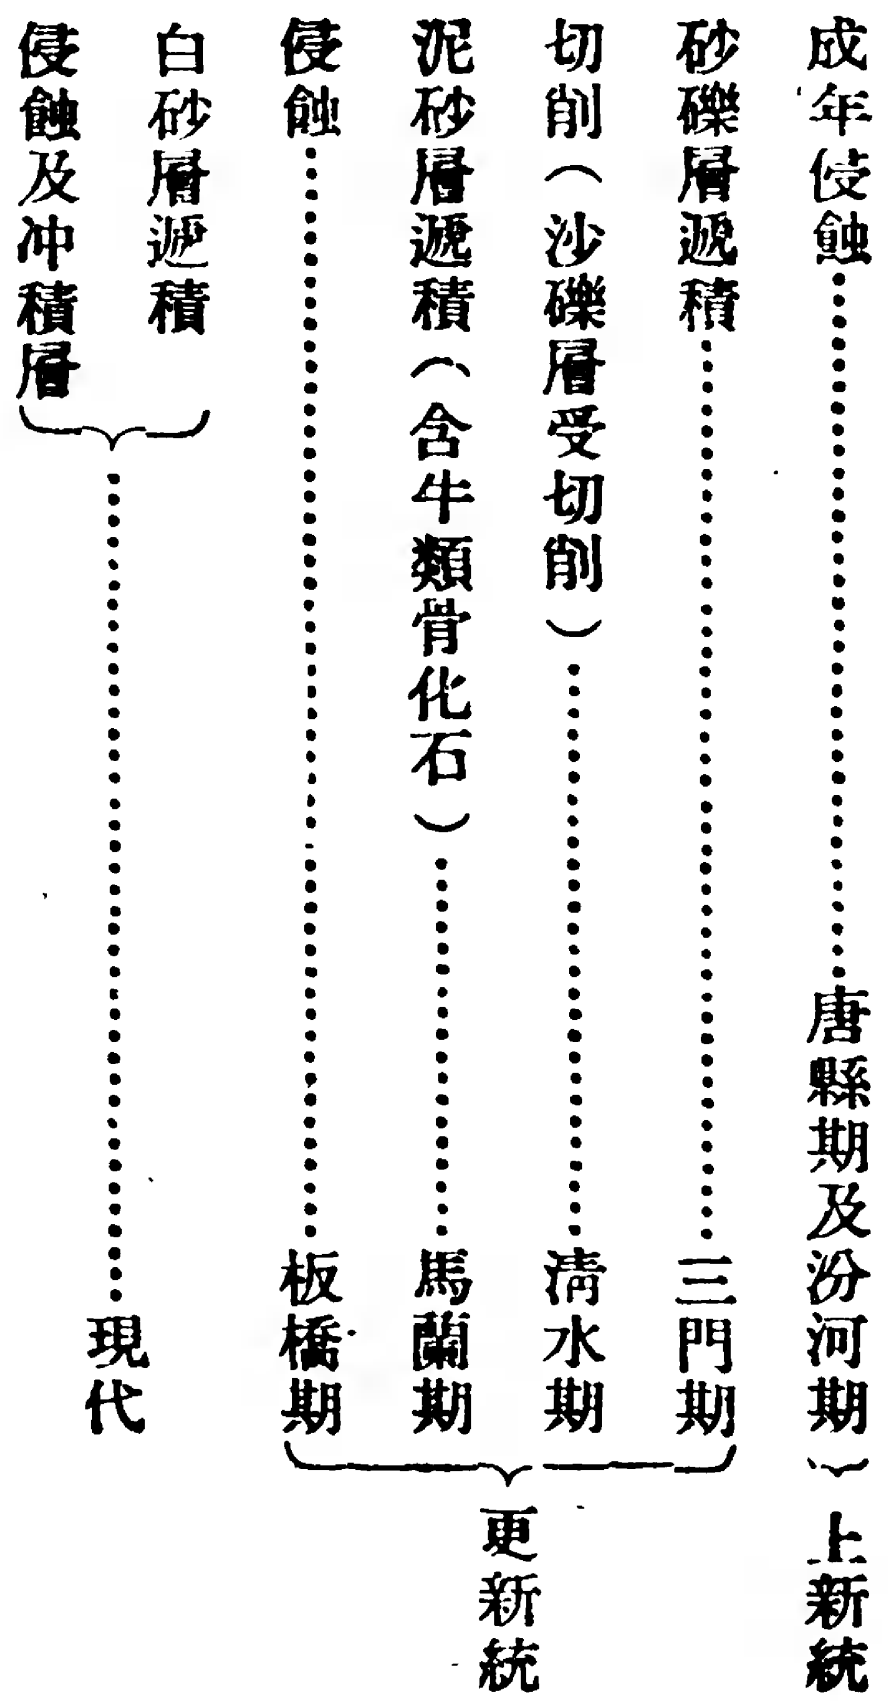 成年侵蝕……唐縣期及汾河期 上新統
砂礫層遞積……三門期
切削（沙礫層受切削）……淸水期
泥砂層遞積（含牛類骨化石）……馬蘭期
侵蝕……板橋期
更新統
白砂層遞積
侵蝕及冲積層
……現代